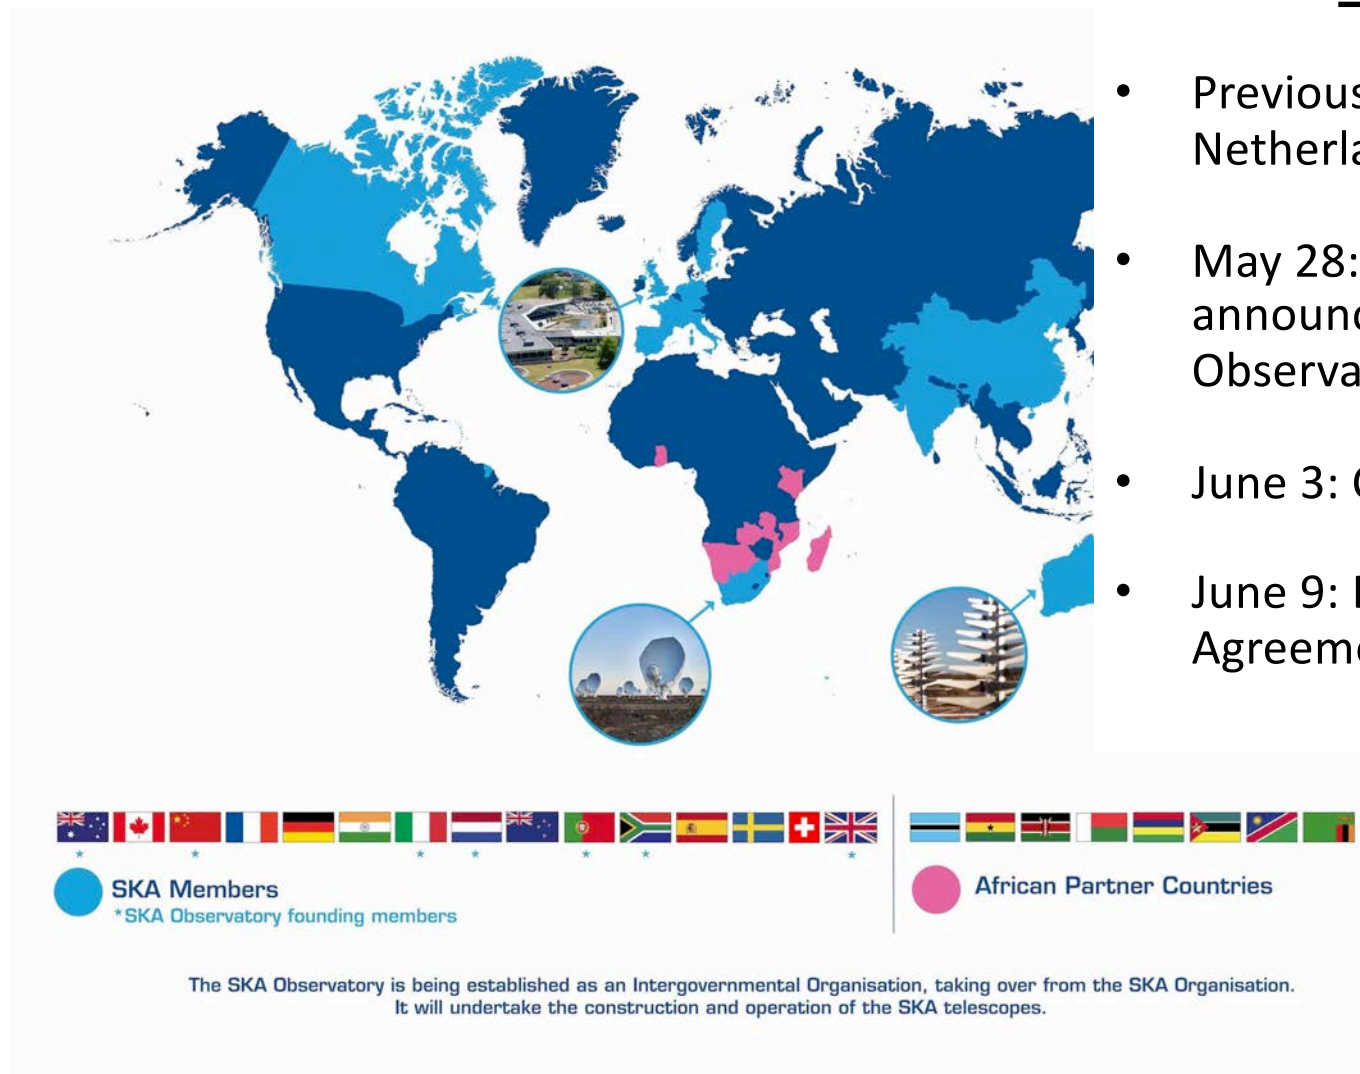 • Previous
Netherla
• May 28:
announc
Observa
• June 3:
• June 9:
Agreeme
SKA Members
*SKA Observatory founding members
African Partner Countries
The SKA Observatory is being established as an Intergovernmental Organisation, taking over from the SKA Organisation.
It will undertake the construction and operation of the SKA telescopes.